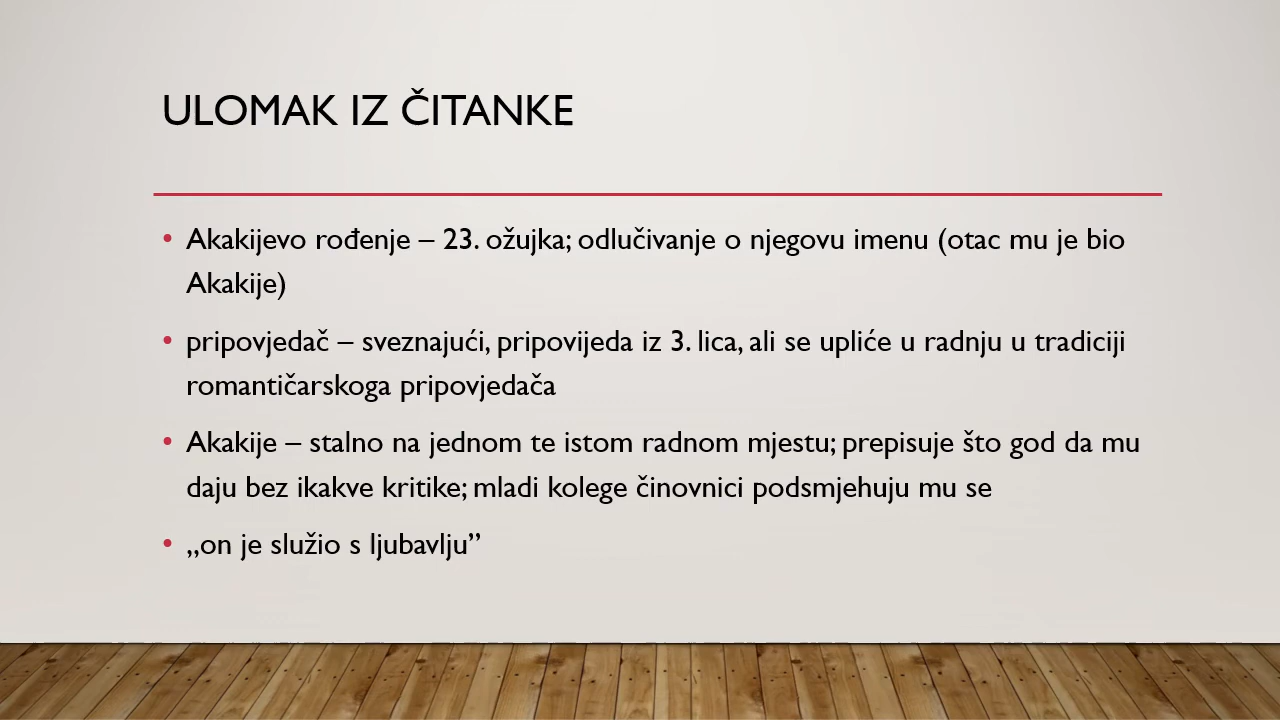 ULOMAK IZ ČITANKE
• Akakijevo rođenje – 23. ožujka; odlučivanje o njegovu imenu (otac mu je bio
Akakije)
• pripovjedač – sveznajući, pripovijeda iz 3. lica, ali se upliće u radnju u tradiciji
romantičarskoga pripovjedača
• Akakije – stalno na jednom te istom radnom mjestu; prepisuje što god da mu
daju bez ikakve kritike; mladi kolege činovnici podsmjehuju mu se
• „on je služio s ljubavlju”